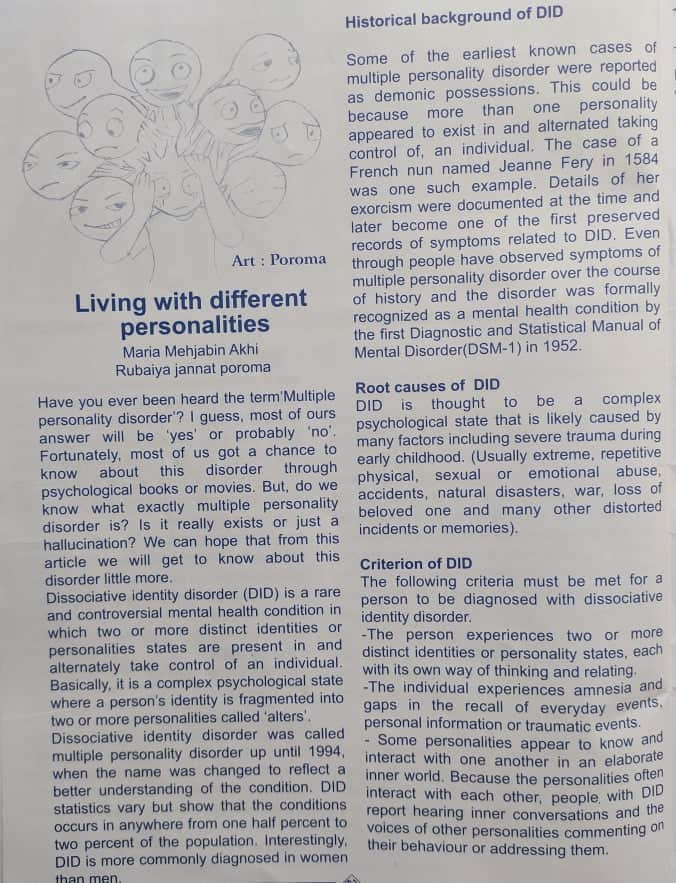 Art : Poroma
Living with different
personalities
Maria Mehjabin Akhi
Rubaiya jannat poroma
Have you ever been heard the term'Multiple
personality disorder'? I guess, most of ours
answer will be 'yes' or probably 'no'.
Fortunately, most of us got a chance to
know about this disorder through
psychological books or movies. But, do we
know what exactly multiple personality
disorder is? Is it really exists or just a
hallucination? We can hope that from this
article we will get to know about this
disorder little more.
Dissociative identity disorder (DID) is a rare
and controversial mental health condition in
which two or more distinct identities or
personalities states are present in and
alternately take control of an individual.
Basically, it is a complex psychological state
where a person's identity is fragmented into
two or more personalities called 'alters'.
Dissociative identity disorder was called
multiple personality disorder up until 1994,
when the name was changed to reflect a
better understanding of the condition. DID
statistics vary but show that the conditions
occurs in anywhere from one half percent to
two percent of the population. Interestingly,
DID is more commonly diagnosed in women
than men.
Historical background of DID
Some of the earliest known cases of
multiple personality disorder were reported
as demonic possessions. This could be
because more than one personality
appeared to exist in and alternated taking
control of, an individual. The case of a
French nun named Jeanne Fery in 1584
was one such example. Details of her
exorcism were documented at the time and
later become one of the first preserved
records of symptoms related to DID. Even
through people have observed symptoms of
multiple personality disorder over the course
of history and the disorder was formally
recognized as a mental health condition by
the first Diagnostic and Statistical Manual of
Mental Disorder(DSM-1) in 1952.
Root causes of DID
DID is thought to be a complex
psychological state that is likely caused by
many factors including severe trauma during
early childhood. (Usually extreme, repetitive
physical, sexual or emotional abuse,
accidents, natural disasters, war, loss of
beloved one and many other distorted
incidents or memories).
Criterion of DID
The following criteria must be met for a
person to be diagnosed with dissociative
identity disorder.
-The person experiences two or more
distinct identities or personality states, each
with its own way of thinking and relating.
-The individual experiences amnesia and
gaps in the recall of everyday events,
personal information or traumatic events.
- Some personalities appear to know and
interact with one another in an elaborate
inner world. Because the personalities often
interact with each other, people with DID
report hearing inner conversations and the
voices of other personalities commenting on
their behaviour or addressing them.